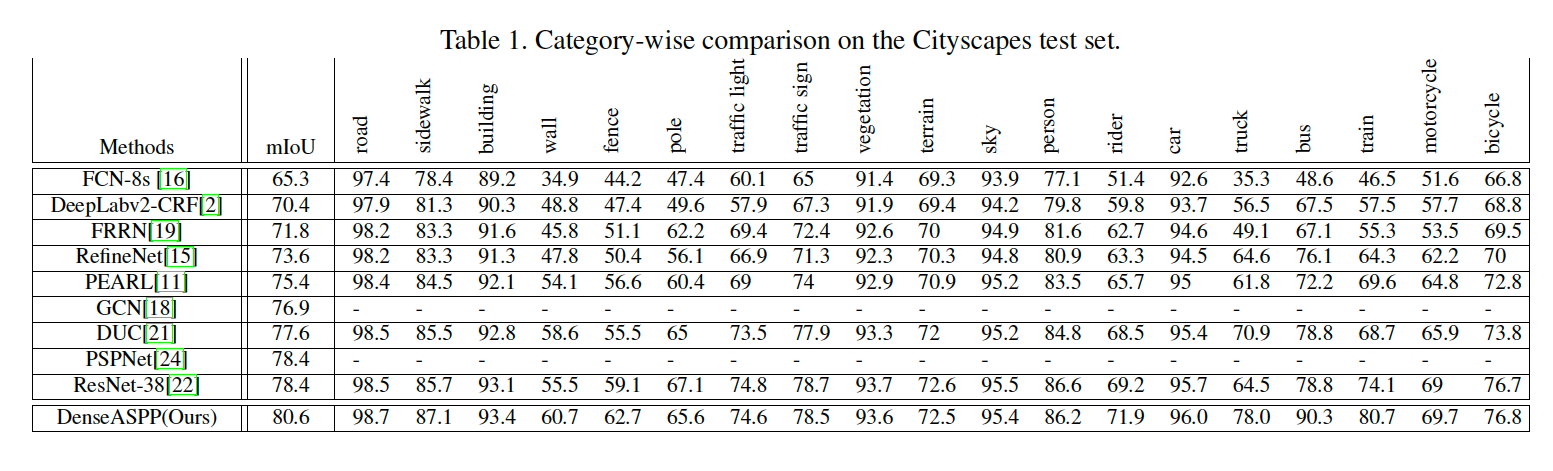 Table 1. Category-wise comparison on the Cityscapes test set.
Methods mIoU road sidewalk building wall fence pole traffic light traffic sign vegetation terrain sky person rider car truck bus train motorcycle bicycle
FCN-8s [16] 65.3 97.4 78.4 89.2 34.9 44.2 47.4 60.1 65 91.4 69.3 93.9 77.1 51.4 92.6 35.3 48.6 46.5 51.6 66.8
DeepLabv2-CRF[2] 70.4 97.9 81.3 90.3 48.8 47.4 49.6 57.9 67.3 91.9 69.4 94.2 79.8 59.8 93.7 56.5 67.5 57.5 57.7 68.8
FRRN[19] 71.8 98.2 83.3 91.6 45.8 51.1 62.2 69.4 72.4 92.6 70 94.9 81.6 62.7 94.6 49.1 67.1 55.3 53.5 69.5
RefineNet[15] 73.6 98.2 83.3 91.3 47.8 50.4 56.1 66.9 71.3 92.3 70.3 94.8 80.9 63.3 94.5 64.6 76.1 64.3 62.2 70
PEARL[11] 75.4 98.4 84.5 92.1 54.1 56.6 60.4 69 74 92.9 70.9 95.2 83.5 65.7 95 61.8 72.2 69.6 64.8 72.8
GCN[18] 76.9 - - - - - - - - - - - - - - - - - - -
DUC[21] 77.6 98.5 85.5 92.8 58.6 55.5 65 73.5 77.9 93.3 72 95.2 84.8 68.5 95.4 70.9 78.8 68.7 65.9 73.8
PSPNet[24] 78.4 - - - - - - - - - - - - - - - - - - -
ResNet-38[22] 78.4 98.5 85.7 93.1 55.5 59.1 67.1 74.8 78.7 93.7 72.6 95.5 86.6 69.2 95.7 64.5 78.8 74.1 69 76.7
DenseASPP(Ours) 80.6 98.7 87.1 93.4 60.7 62.7 65.6 74.6 78.5 93.6 72.5 95.4 86.2 71.9 96.0 78.0 90.3 80.7 69.7 76.8